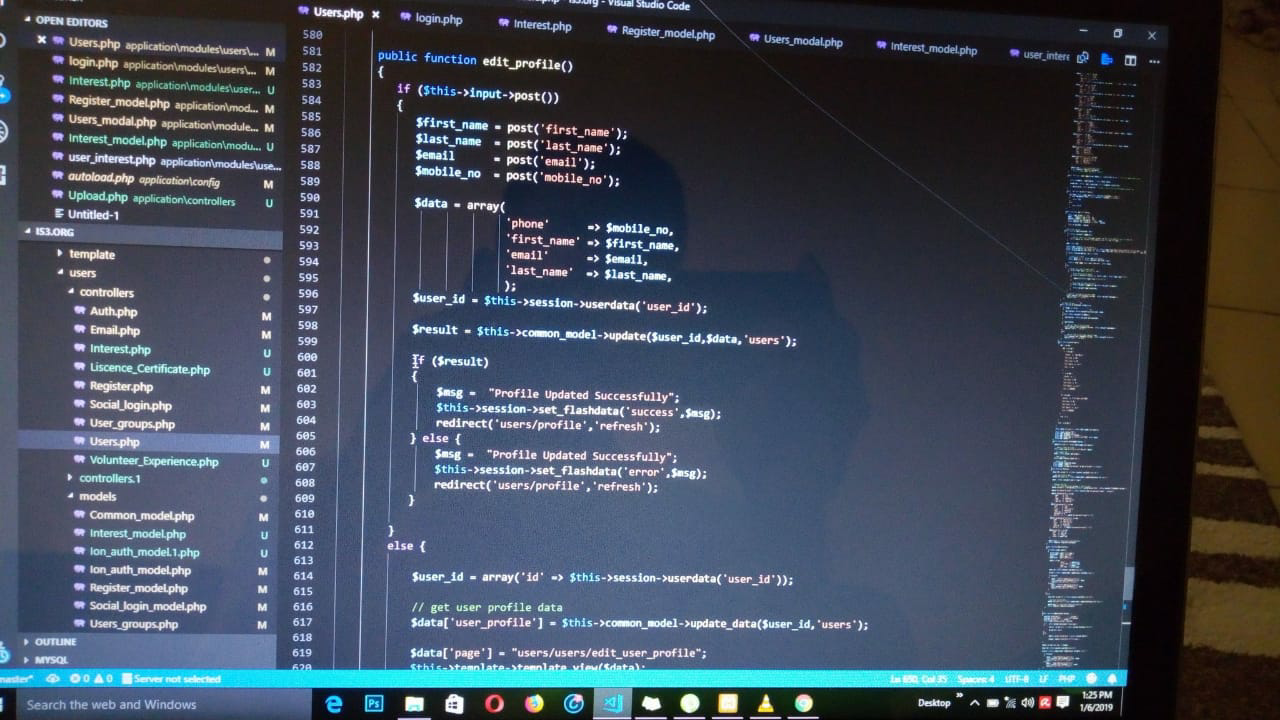 Visual Studio Code
OPEN EDITORS
Users.php application\modules\users\... M
login.php application\modules\users\... M
Interest.php application\modules\user... U
Register_model.php application\mod... M
Users_modal.php application\module... M
Interest_model.php application\modu... U
user_interest.php application\modules\use...
autoload.php application\config M
Upload.php application\controllers U
Untitled-1
IS3.ORG
template
users
controllers
Auth.php M
Email.php M
Interest.php U
Liscence_Certificate.php U
Register.php M
Social_login.php M
User_groups.php M
Users.php M
Volunteer_Experience.php U
controllers.1
models
Common_model.php M
Interest_model.php U
Ion_auth_model.1.php U
Ion_auth_model.php M
Register_model.php M
Social_login_model.php M
Users_groups.php M
OUTLINE
MYSQL
Users.php login.php Interest.php Register_model.php Users_modal.php Interest_model.php user_intere
580
581 public function edit_profile()
582 {
583 if ($this->input->post())
584 {
585 $first_name = post('first_name');
586 $last_name = post('last_name');
587 $email = post('email');
588 $mobile_no = post('mobile_no');
589
590 $data = array(
591 'phone' => $mobile_no,
592 'first_name' => $first_name,
593 'email' => $email,
594 'last_name' => $last_name,
595 );
596 $user_id = $this->session->userdata('user_id');
597
598 $result = $this->common_model->update($user_id,$data,'users');
599
600 if ($result)
601 {
602 $msg = "Profile Updated Successfully";
603 $this->session->set_flashdata('success',$msg);
604 redirect('users/profile','refresh');
605 } else {
606 $msg = "Profile Updated Successfully";
607 $this->session->set_flashdata('error',$msg);
608 redirect('users/profile','refresh');
609 }
610
611 }
612 else {
613
614 $user_id = array('id' => $this->session->userdata('user_id'));
615
616 // get user profile data
617 $data['user_profile'] = $this->common_model->update_data($user_id,'users');
618
619 $data['page'] = "users/users/edit_user_profile";
620 $this->template->template_view($data);
master* 0 0 Server not selected Ln 650, Col 35 Spaces: 4 UTF-8 LF PHP
Search the web and Windows
Desktop
1:25 PM
1/6/2019